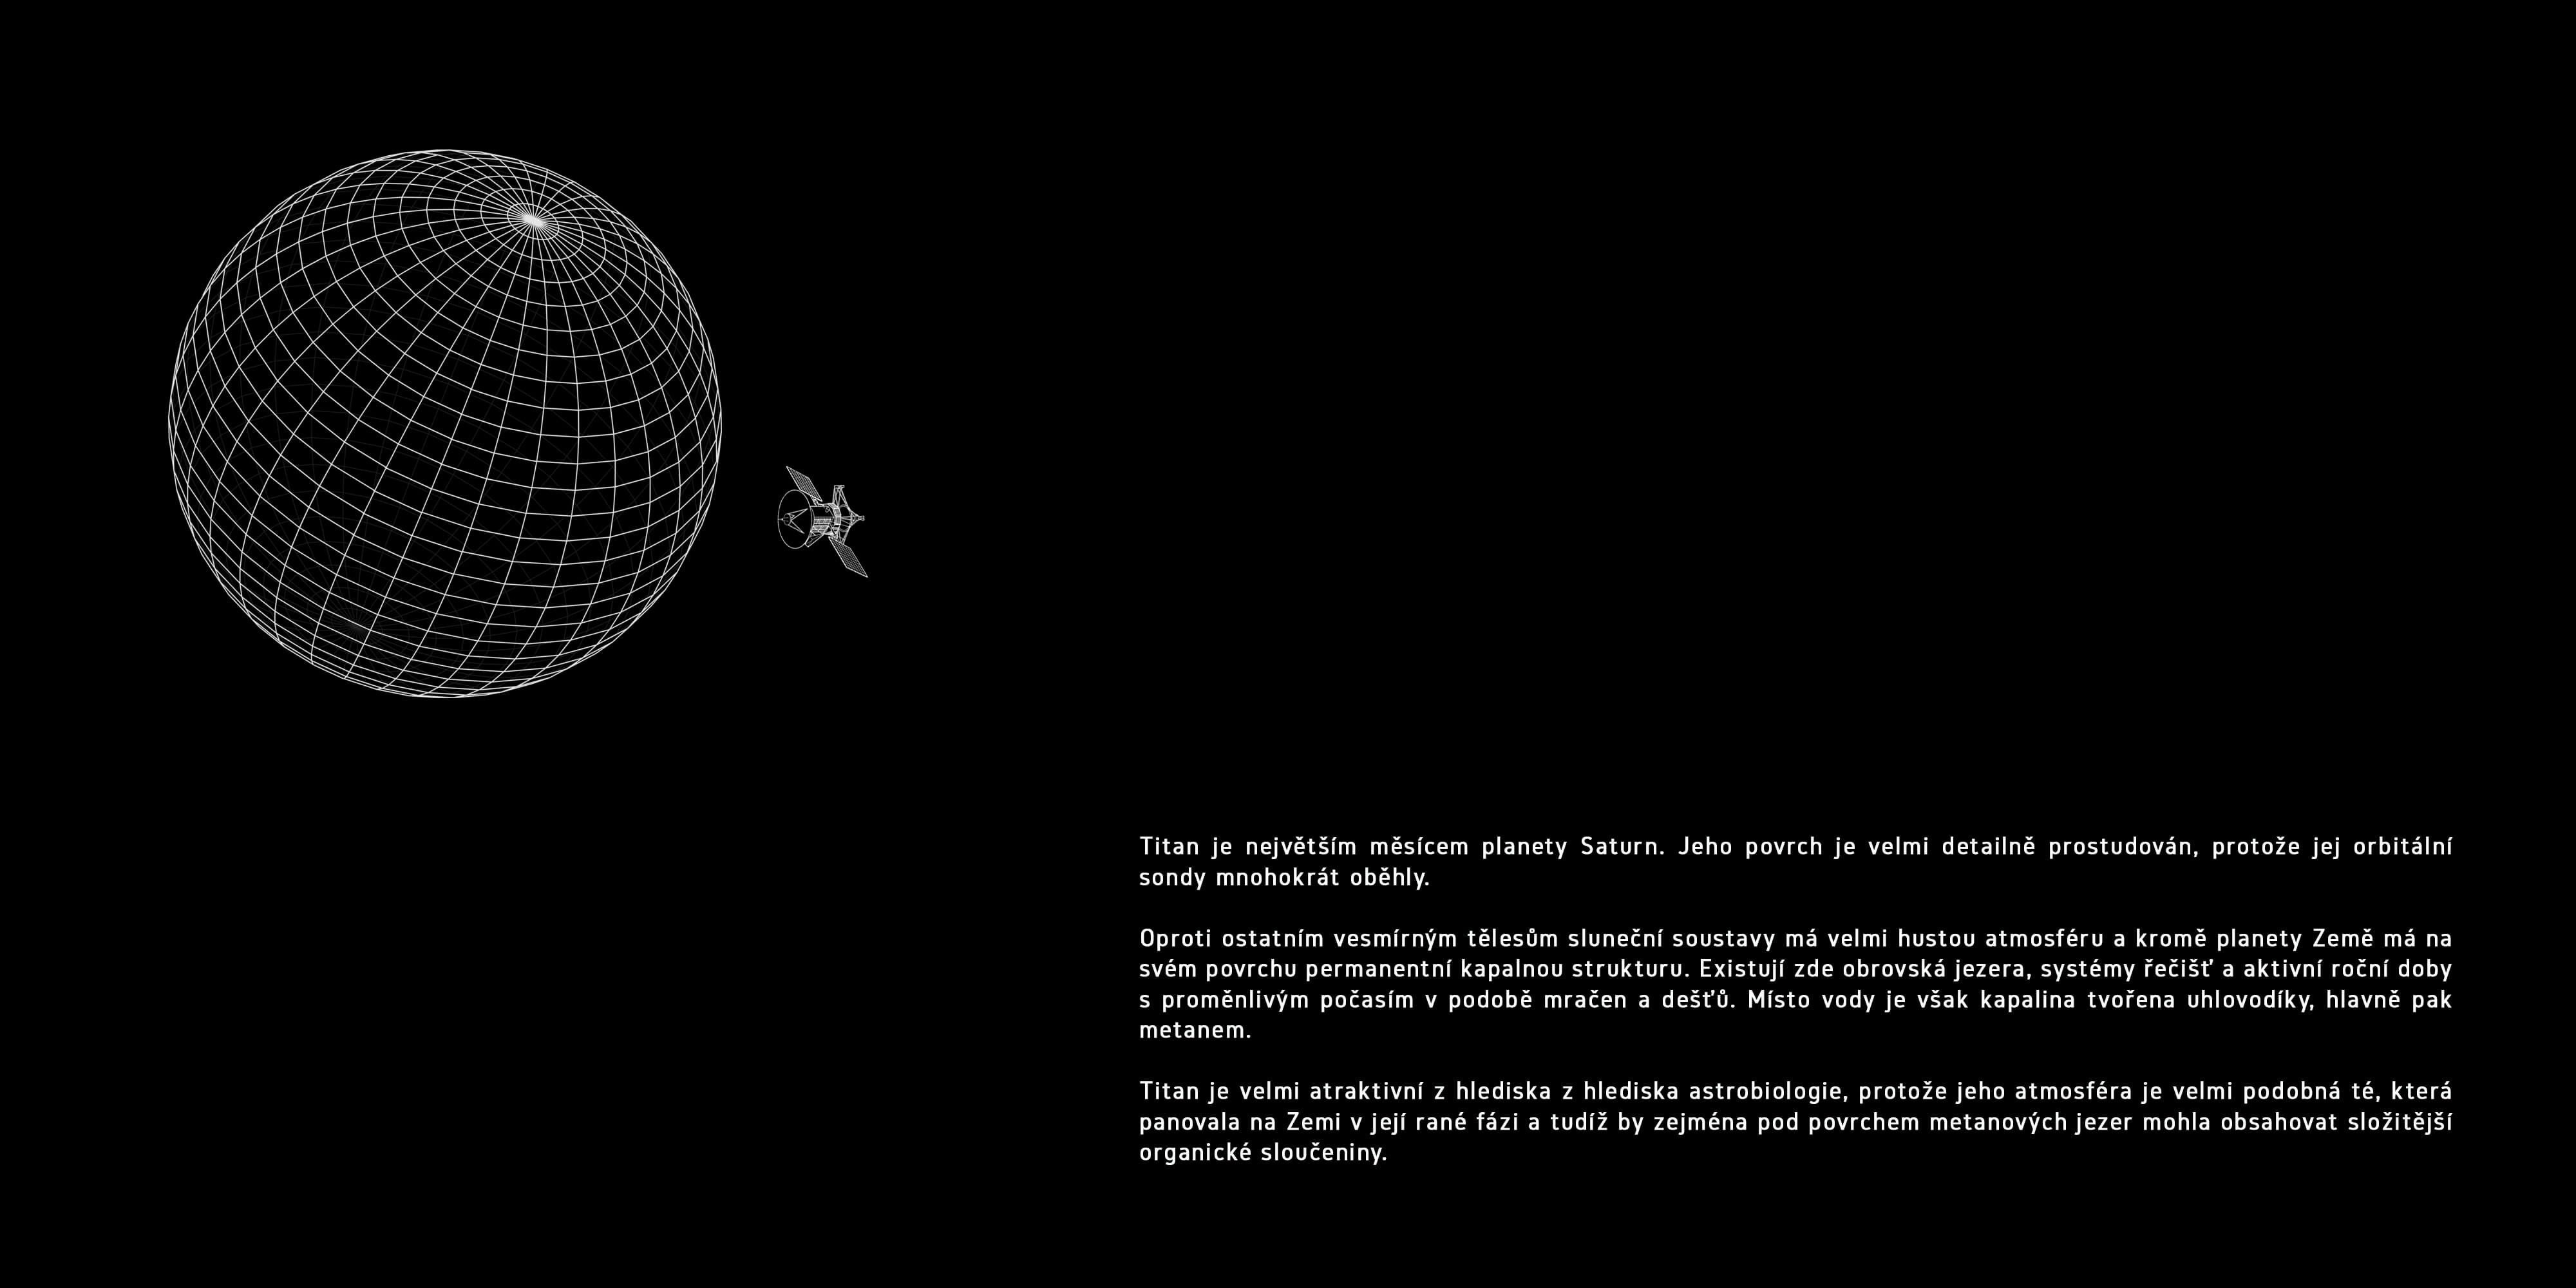 Titan je největším měsícem planety Saturn. Jeho povrch je velmi detailně prostudován, protože jej orbitální
sondy mnohokrát oběhly.
Oproti ostatním vesmírným tělesům sluneční soustavy má velmi hustou atmosféru a kromě planety Země má na
svém povrchu permanentní kapalnou strukturu. Existují zde obrovská jezera, systémy řečišť a aktivní roční doby
s proměnlivým počasím v podobě mračen a dešťů. Místo vody je však kapalina tvořena uhlovodíky, hlavně pak
metanem.
Titan je velmi atraktivní z hlediska z hlediska astrobiologie, protože jeho atmosféra je velmi podobná té, která
panovala na Zemi v její rané fázi a tudíž by zejména pod povrchem metanových jezer mohla obsahovat složitější
organické sloučeniny.